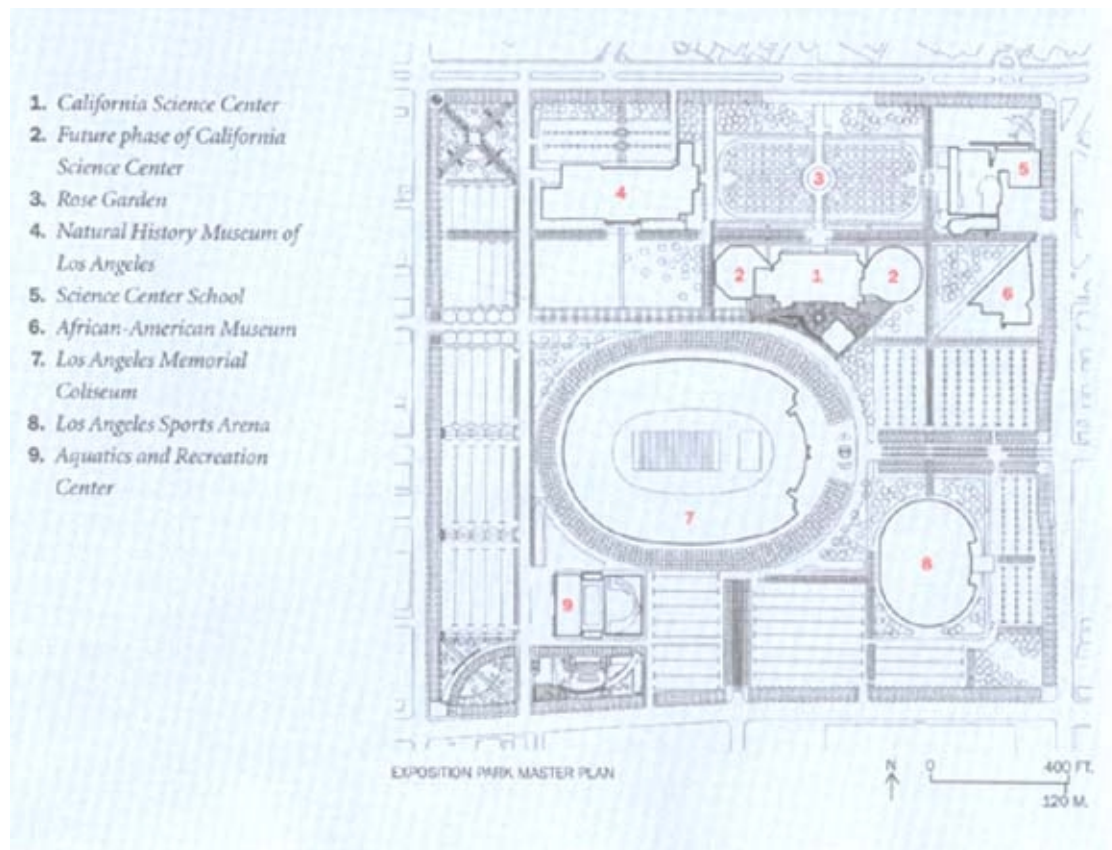 1. California Science Center
2. Future phase of California
Science Center
3. Rose Garden
4. Natural History Museum of
Los Angeles
5. Science Center School
6. African-American Museum
7. Los Angeles Memorial
Coliseum
8. Los Angeles Sports Arena
9. Aquatics and Recreation
Center
3
5
4
2
1
2
6
7
8
9
EXPOSITION PARK MASTER PLAN
N
0
400 FT.
120 M.